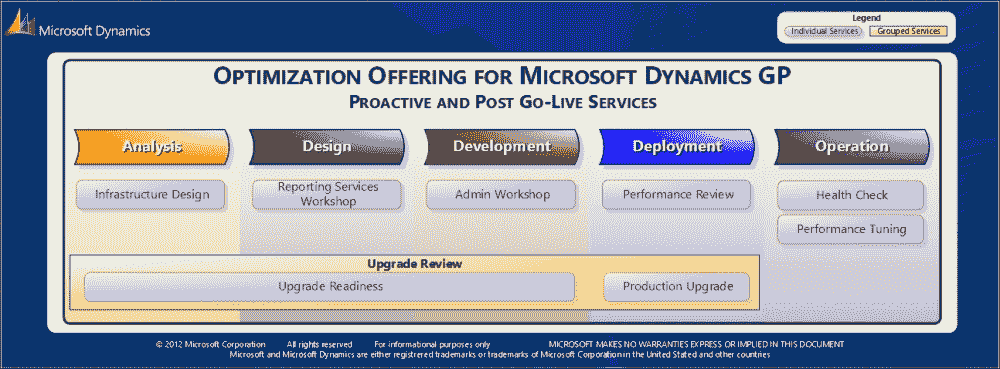 Microsoft Dynamics
Legend
Individual Services
Grouped Services
OPTIMIZATION OFFERING FOR MICROSOFT DYNAMICS GP
PROACTIVE AND POST GO-LIVE SERVICES
Analysis
Design
Development
Deployment
Operation
Infrastructure Design
Reporting Services
Workshop
Admin Workshop
Performance Review
Health Check
Performance Tuning
Upgrade Review
Upgrade Readiness
Production Upgrade
© 2012 Microsoft Corporation All rights reserved For informational purposes only MICROSOFT MAKES NO WARRANTIES EXPRESS OR IMPLIED IN THIS DOCUMENT
Microsoft and Microsoft Dynamics are either registered trademarks or trademarks of Microsoft Corporation in the United Stated and other countries